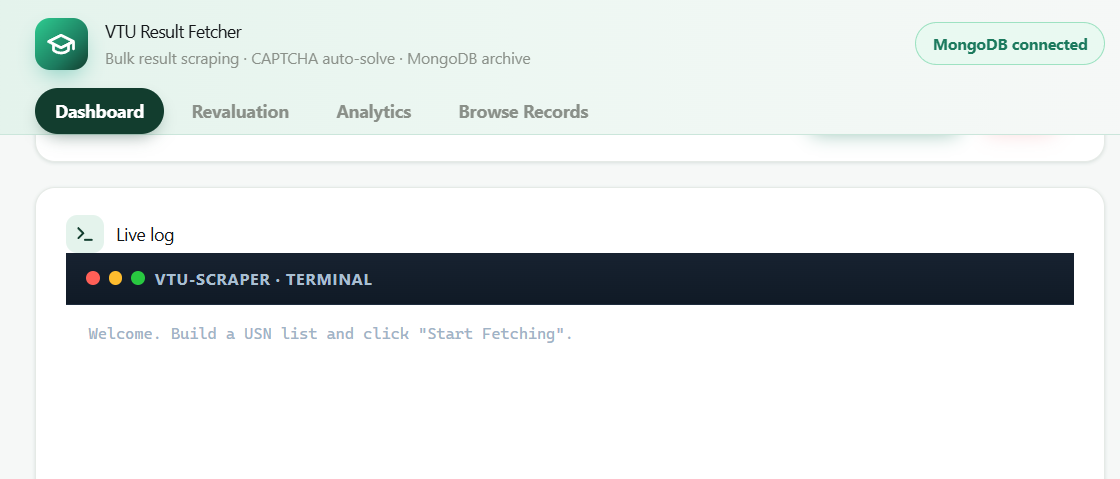 VTU Result Fetcher
Bulk result scraping · CAPTCHA auto-solve · MongoDB archive
MongoDB connected
Dashboard
Revaluation
Analytics
Browse Records
Live log
VTU-SCRAPER · TERMINAL
Welcome. Build a USN list and click "Start Fetching".